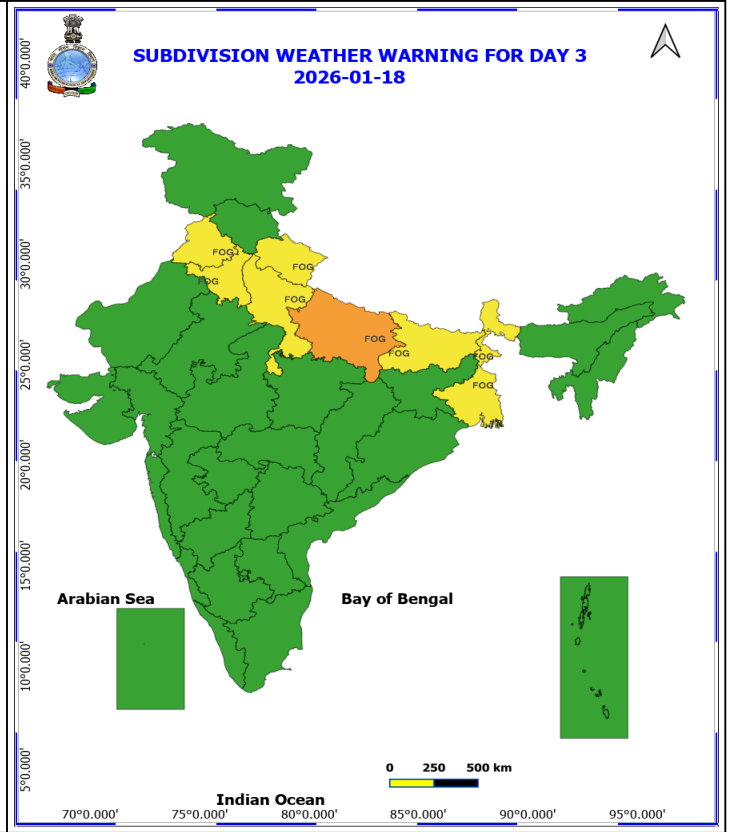 SUBDIVISION WEATHER WARNING FOR DAY 3
2026-01-18
40°0.000'
35°0.000'
30°0.000'
25°0.000'
20°0.000'
15°0.000'
10°0.000'
5°0.000'
FOG
FOG
FOG
FOG
FOG
FOG
FOG
FOG
Arabian Sea
Bay of Bengal
0 250 500 km
Indian Ocean
70°0.000' 75°0.000' 80°0.000' 85°0.000' 90°0.000' 95°0.000'